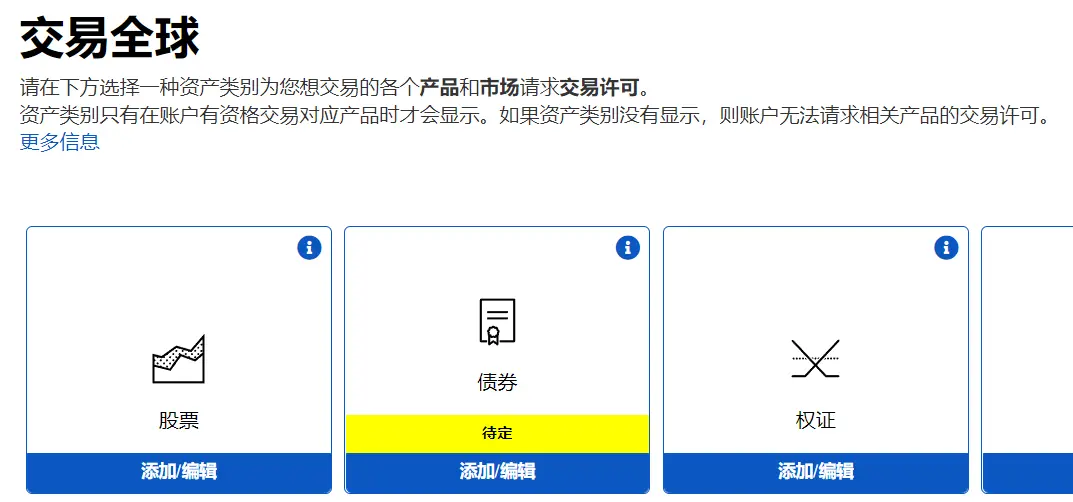 交易全球
请在下方选择一种资产类别为您想交易的各个产品和市场请求交易许可。
资产类别只有在账户有资格交易对应产品时才会显示。如果资产类别没有显示，则账户无法请求相关产品的交易许可。
更多信息
股票
添加/编辑
债券
待定
添加/编辑
权证
添加/编辑